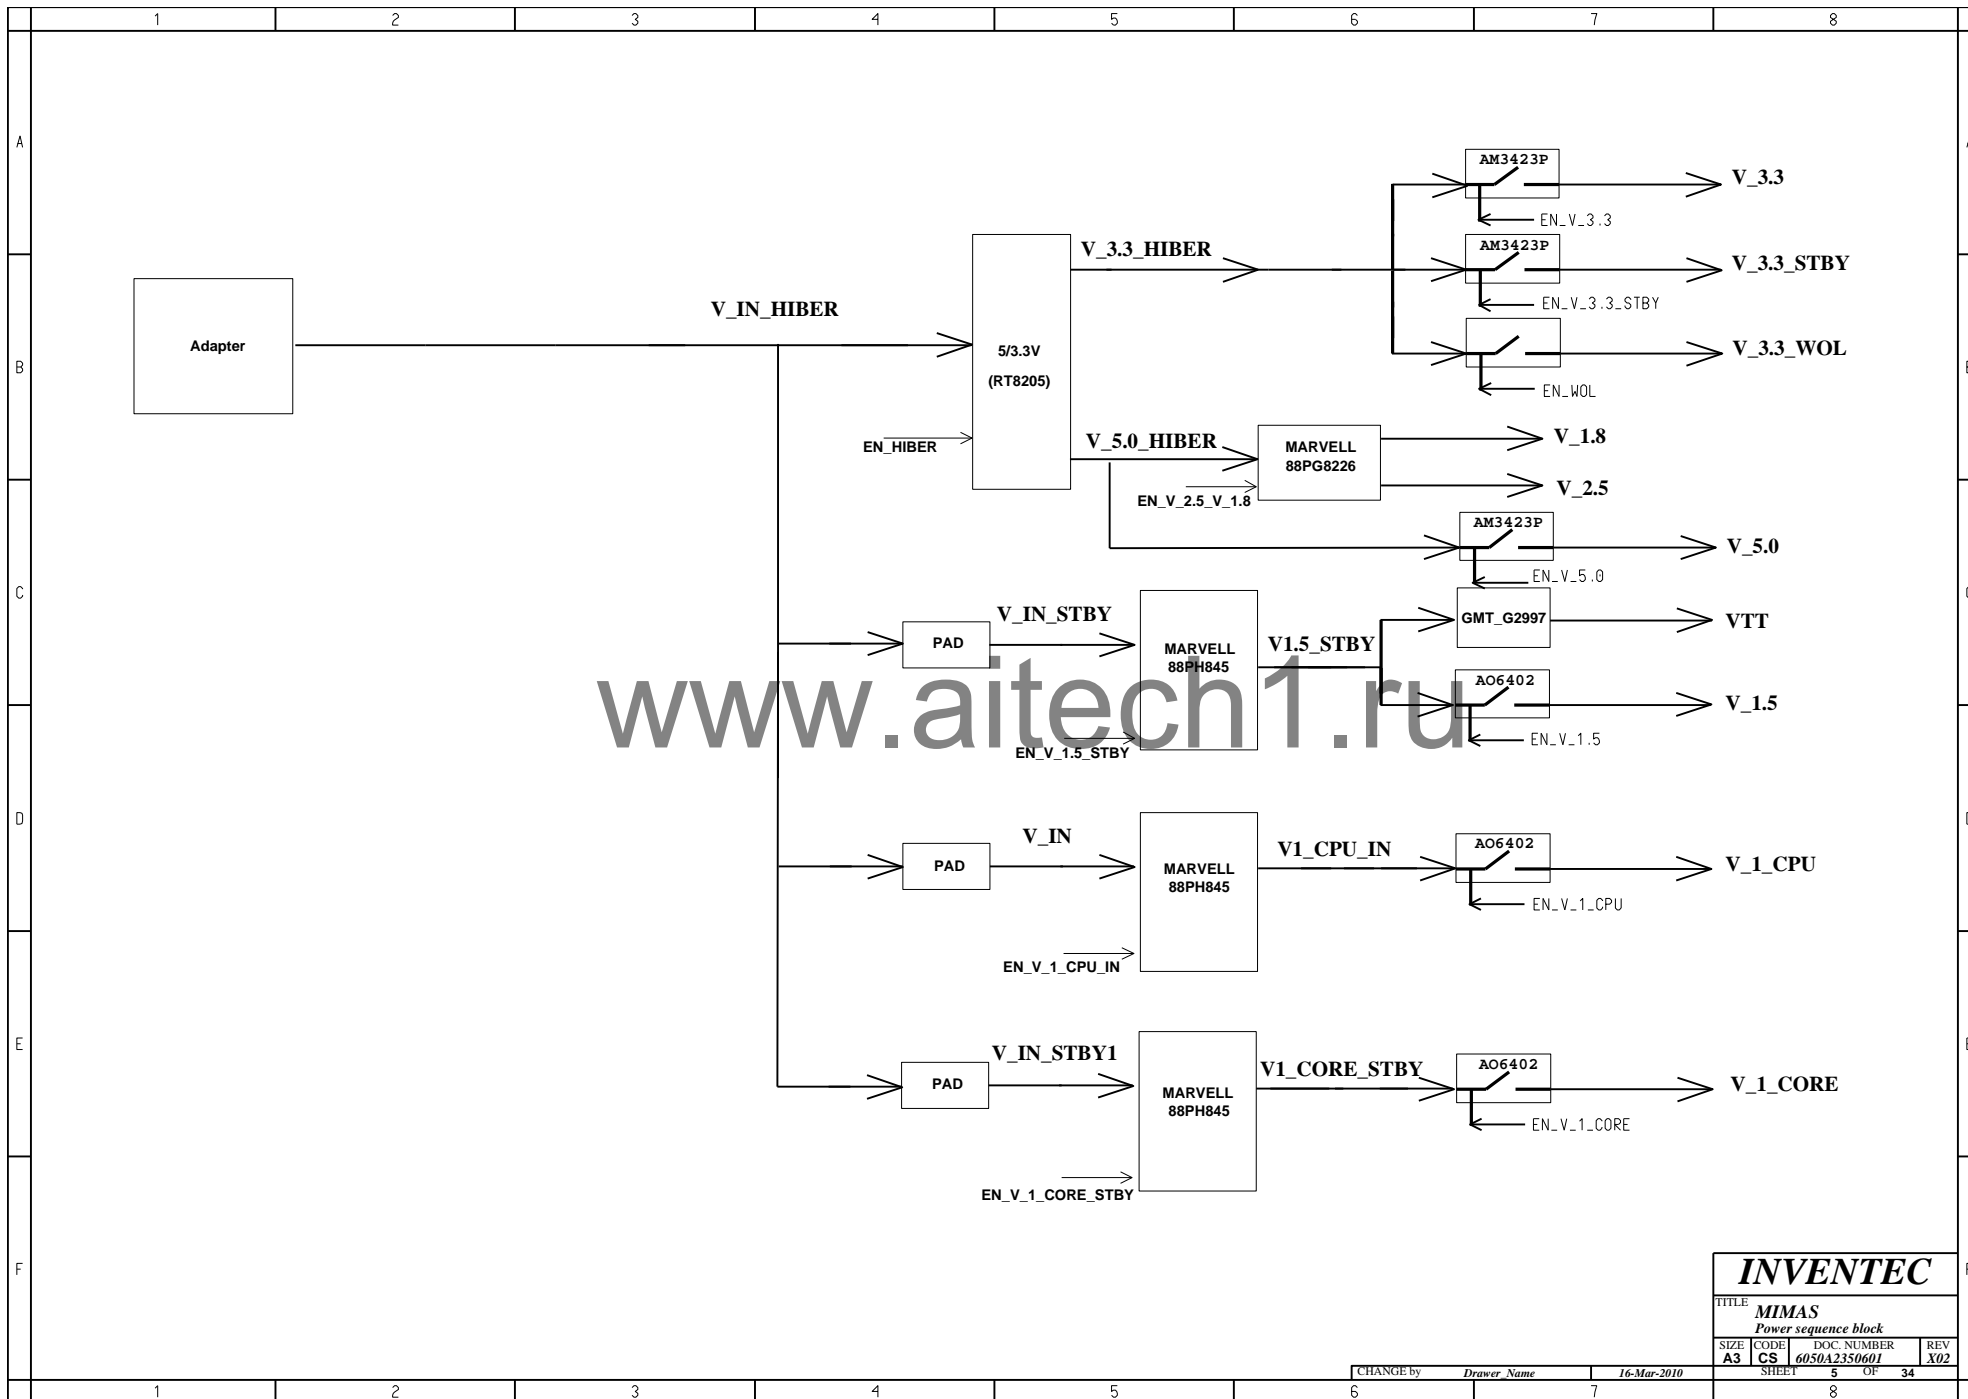 1 2 3 4 5 6 7 8
A
AM3423P
V_3.3
EN_V_3.3
V_3.3_HIBER
AM3423P
V_3.3_STBY
EN_V_3.3_STBY
V_IN_HIBER
Adapter
5/3.3V
(RT8205)
V_3.3_WOL
B
EN_WOL
EN_HIBER
V_5.0_HIBER
MARVELL
88PG8226
V_1.8
V_2.5
EN_V_2.5_V_1.8
AM3423P
V_5.0
EN_V_5.0
C
V_IN_STBY
PAD
MARVELL
88PH845
V1.5_STBY
GMT_G2997
VTT
AO6402
V_1.5
EN_V_1.5
EN_V_1.5_STBY
www.aitech1.ru
D
V_IN
PAD
MARVELL
88PH845
V1_CPU_IN
AO6402
V_1_CPU
EN_V_1_CPU
EN_V_1_CPU_IN
E
V_IN_STBY1
PAD
MARVELL
88PH845
V1_CORE_STBY
AO6402
V_1_CORE
EN_V_1_CORE
EN_V_1_CORE_STBY
F
INVENTEC
TITLE
MIMAS
Power sequence block
SIZE CODE DOC. NUMBER REV
A3 CS 6050A2350601 X02
CHANGE by Drawer_Name 16-Mar-2010 SHEET 5 OF 34
1 2 3 4 5 6 7 8